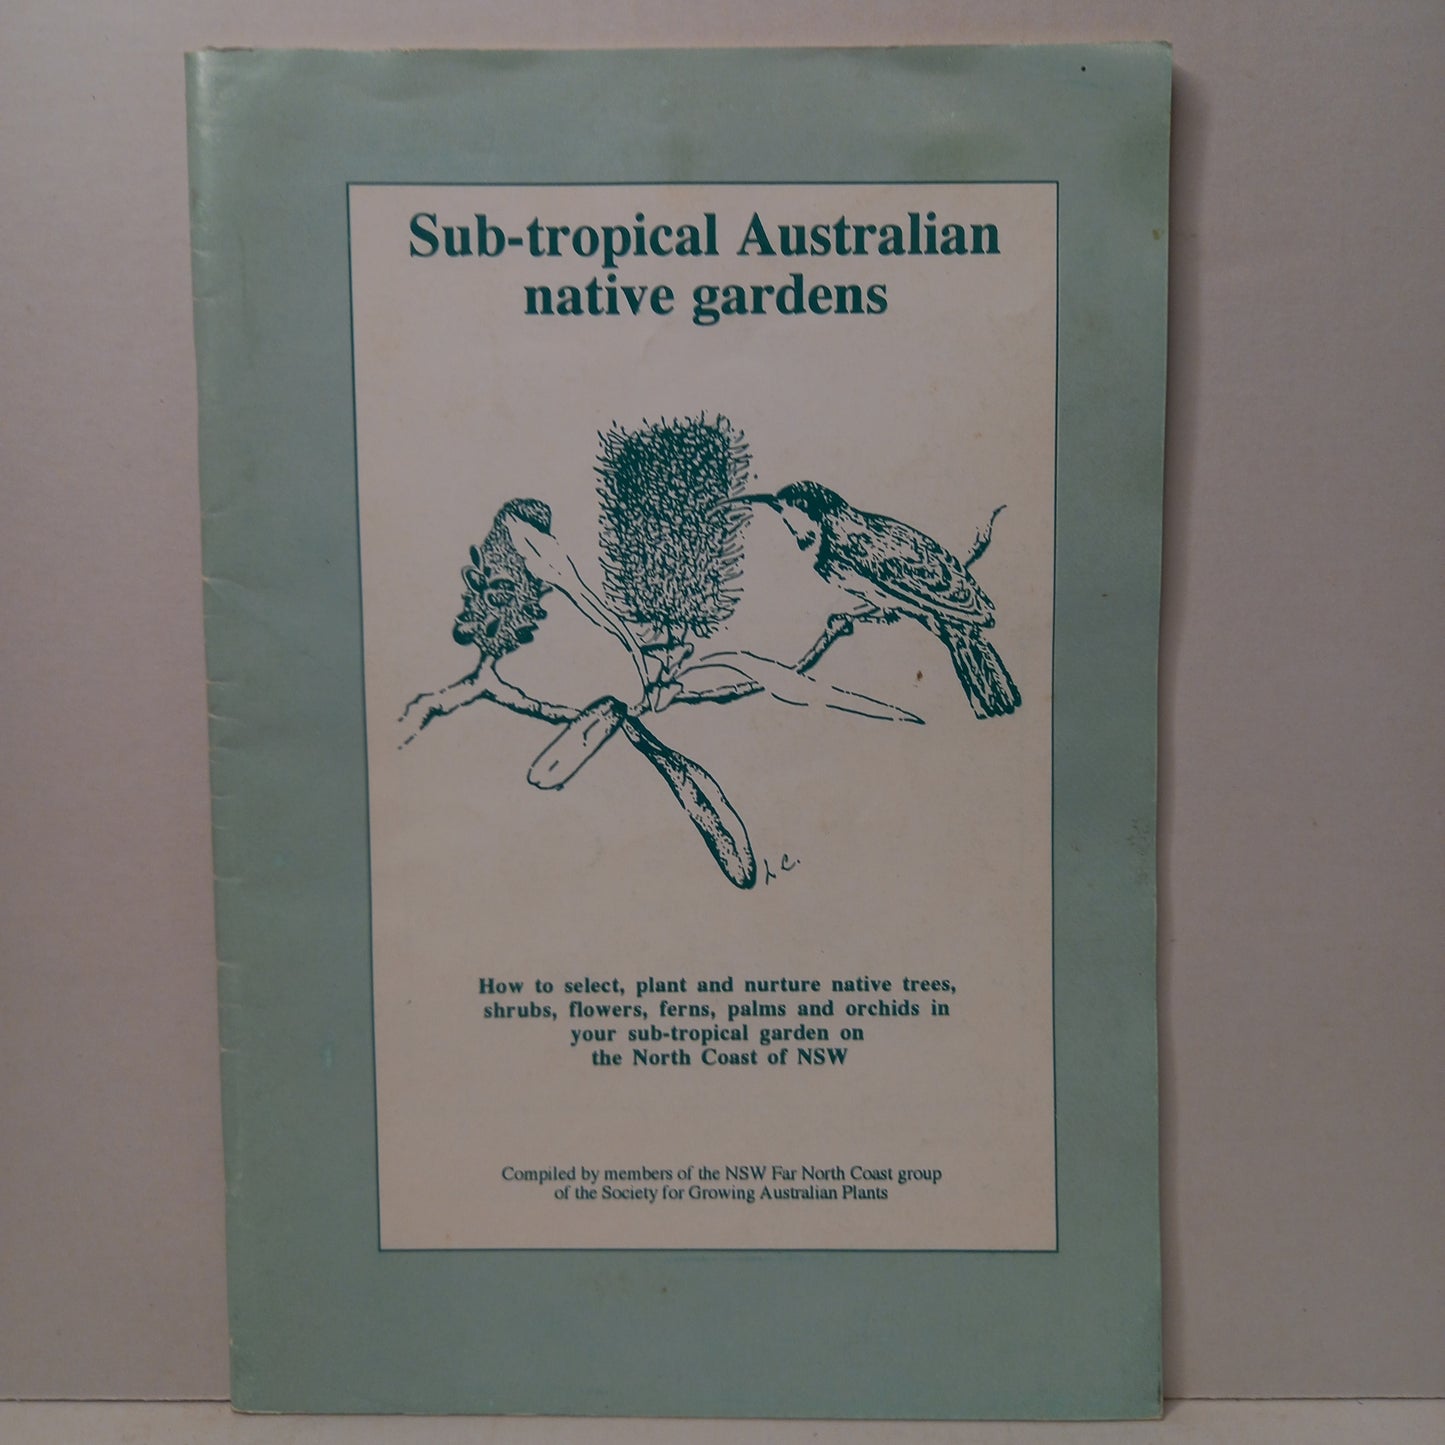 Sub-tropical Australian
native gardens
L C.
How to select, plant and nurture native trees,
shrubs, flowers, ferns, palms and orchids in
your sub-tropical garden on
the North Coast of NSW
Compiled by members of the NSW Far North Coast group
of the Society for Growing Australian Plants